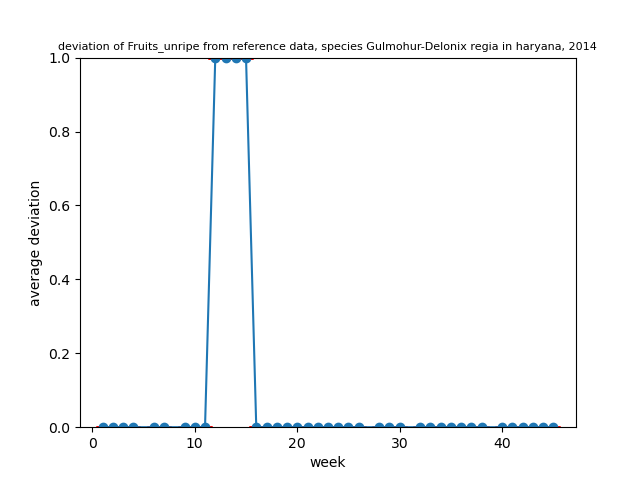 deviation of Fruits_unripe from reference data, species Gulmohur-Delonix regia in haryana, 2014
1.0
0.8
0.6
0.4
0.2
0.0
average deviation
0 10 20 30 40
week